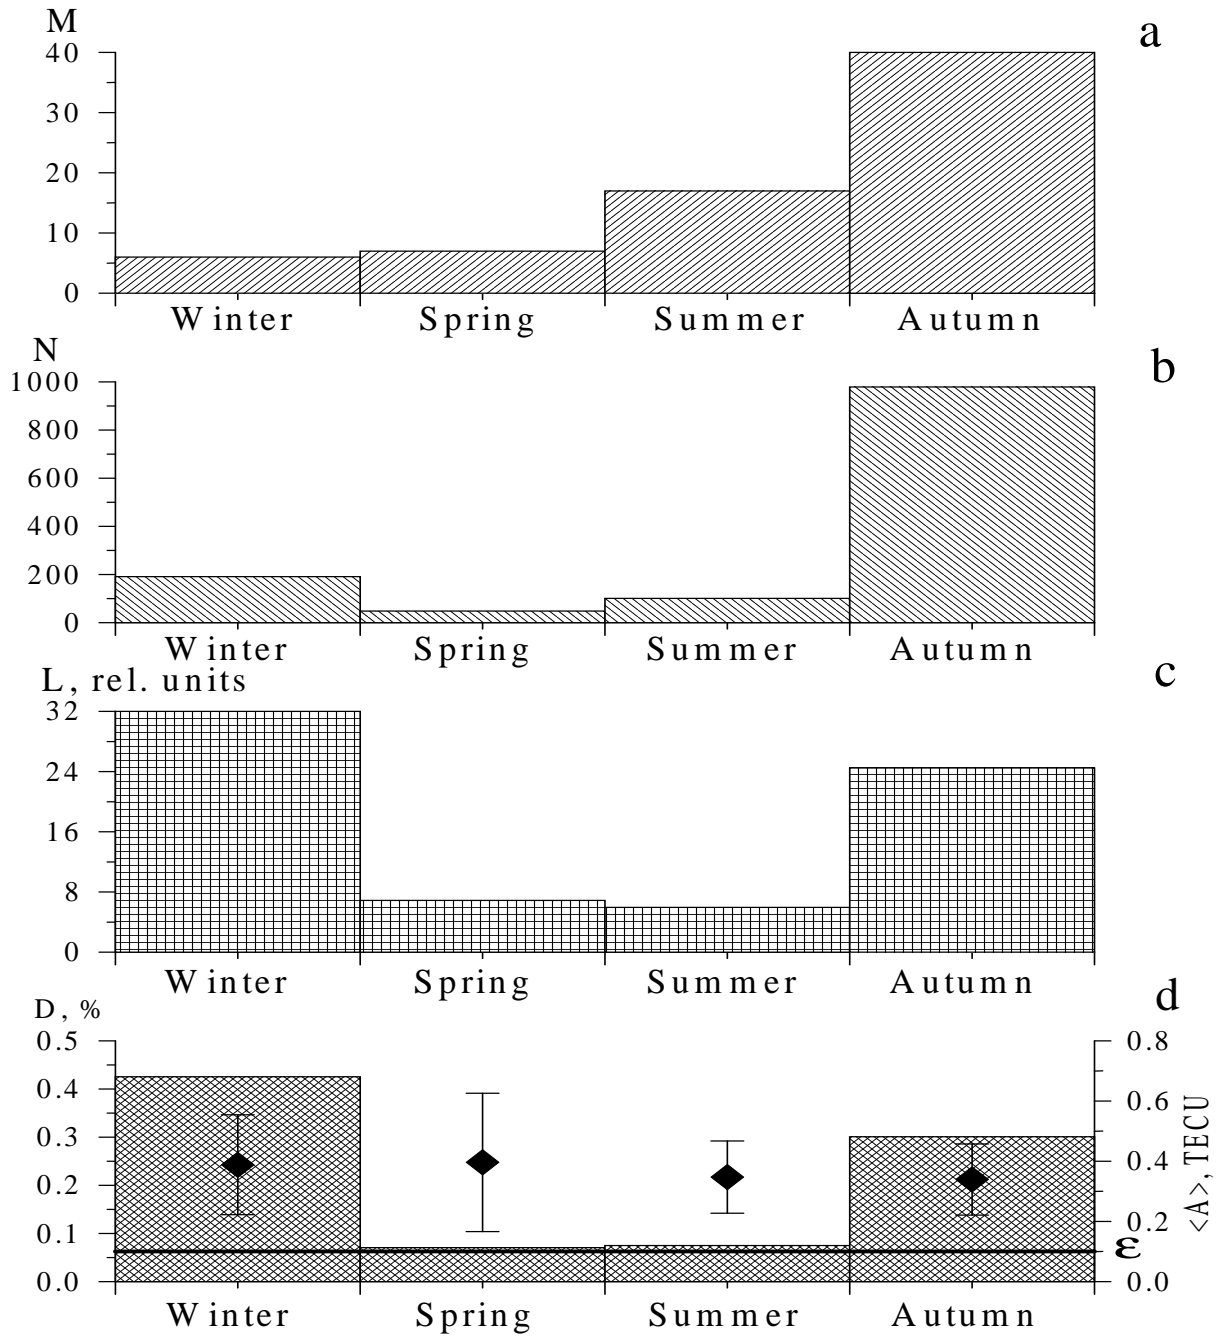 M
a
40
30
20
10
0
Winter Spring Summer Autumn
N
b
1000
800
600
400
200
0
Winter Spring Summer Autumn
L, rel. units
c
32
24
16
8
0
Winter Spring Summer Autumn
D, %
d
0.5
0.4
0.3
0.2
0.1
0.0
0.8
0.6
0.4
0.2
0.0
<A>, TECU
ε
Winter Spring Summer Autumn